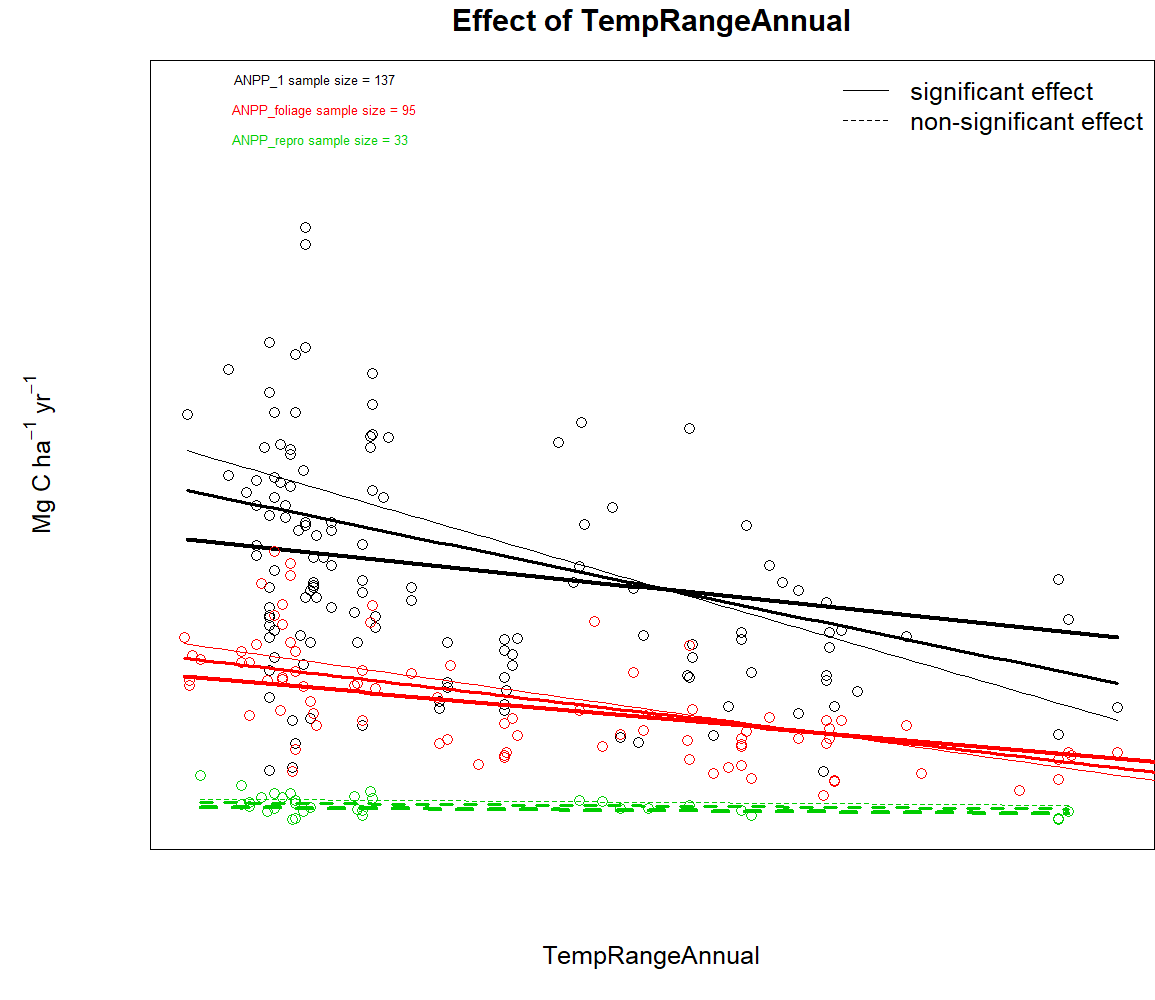 Effect of TempRangeAnnual
ANPP_1 sample size = 137
ANPP_foliage sample size = 95
ANPP_repro sample size = 33
significant effect
non-significant effect
Mg C ha⁻¹ yr⁻¹
TempRangeAnnual